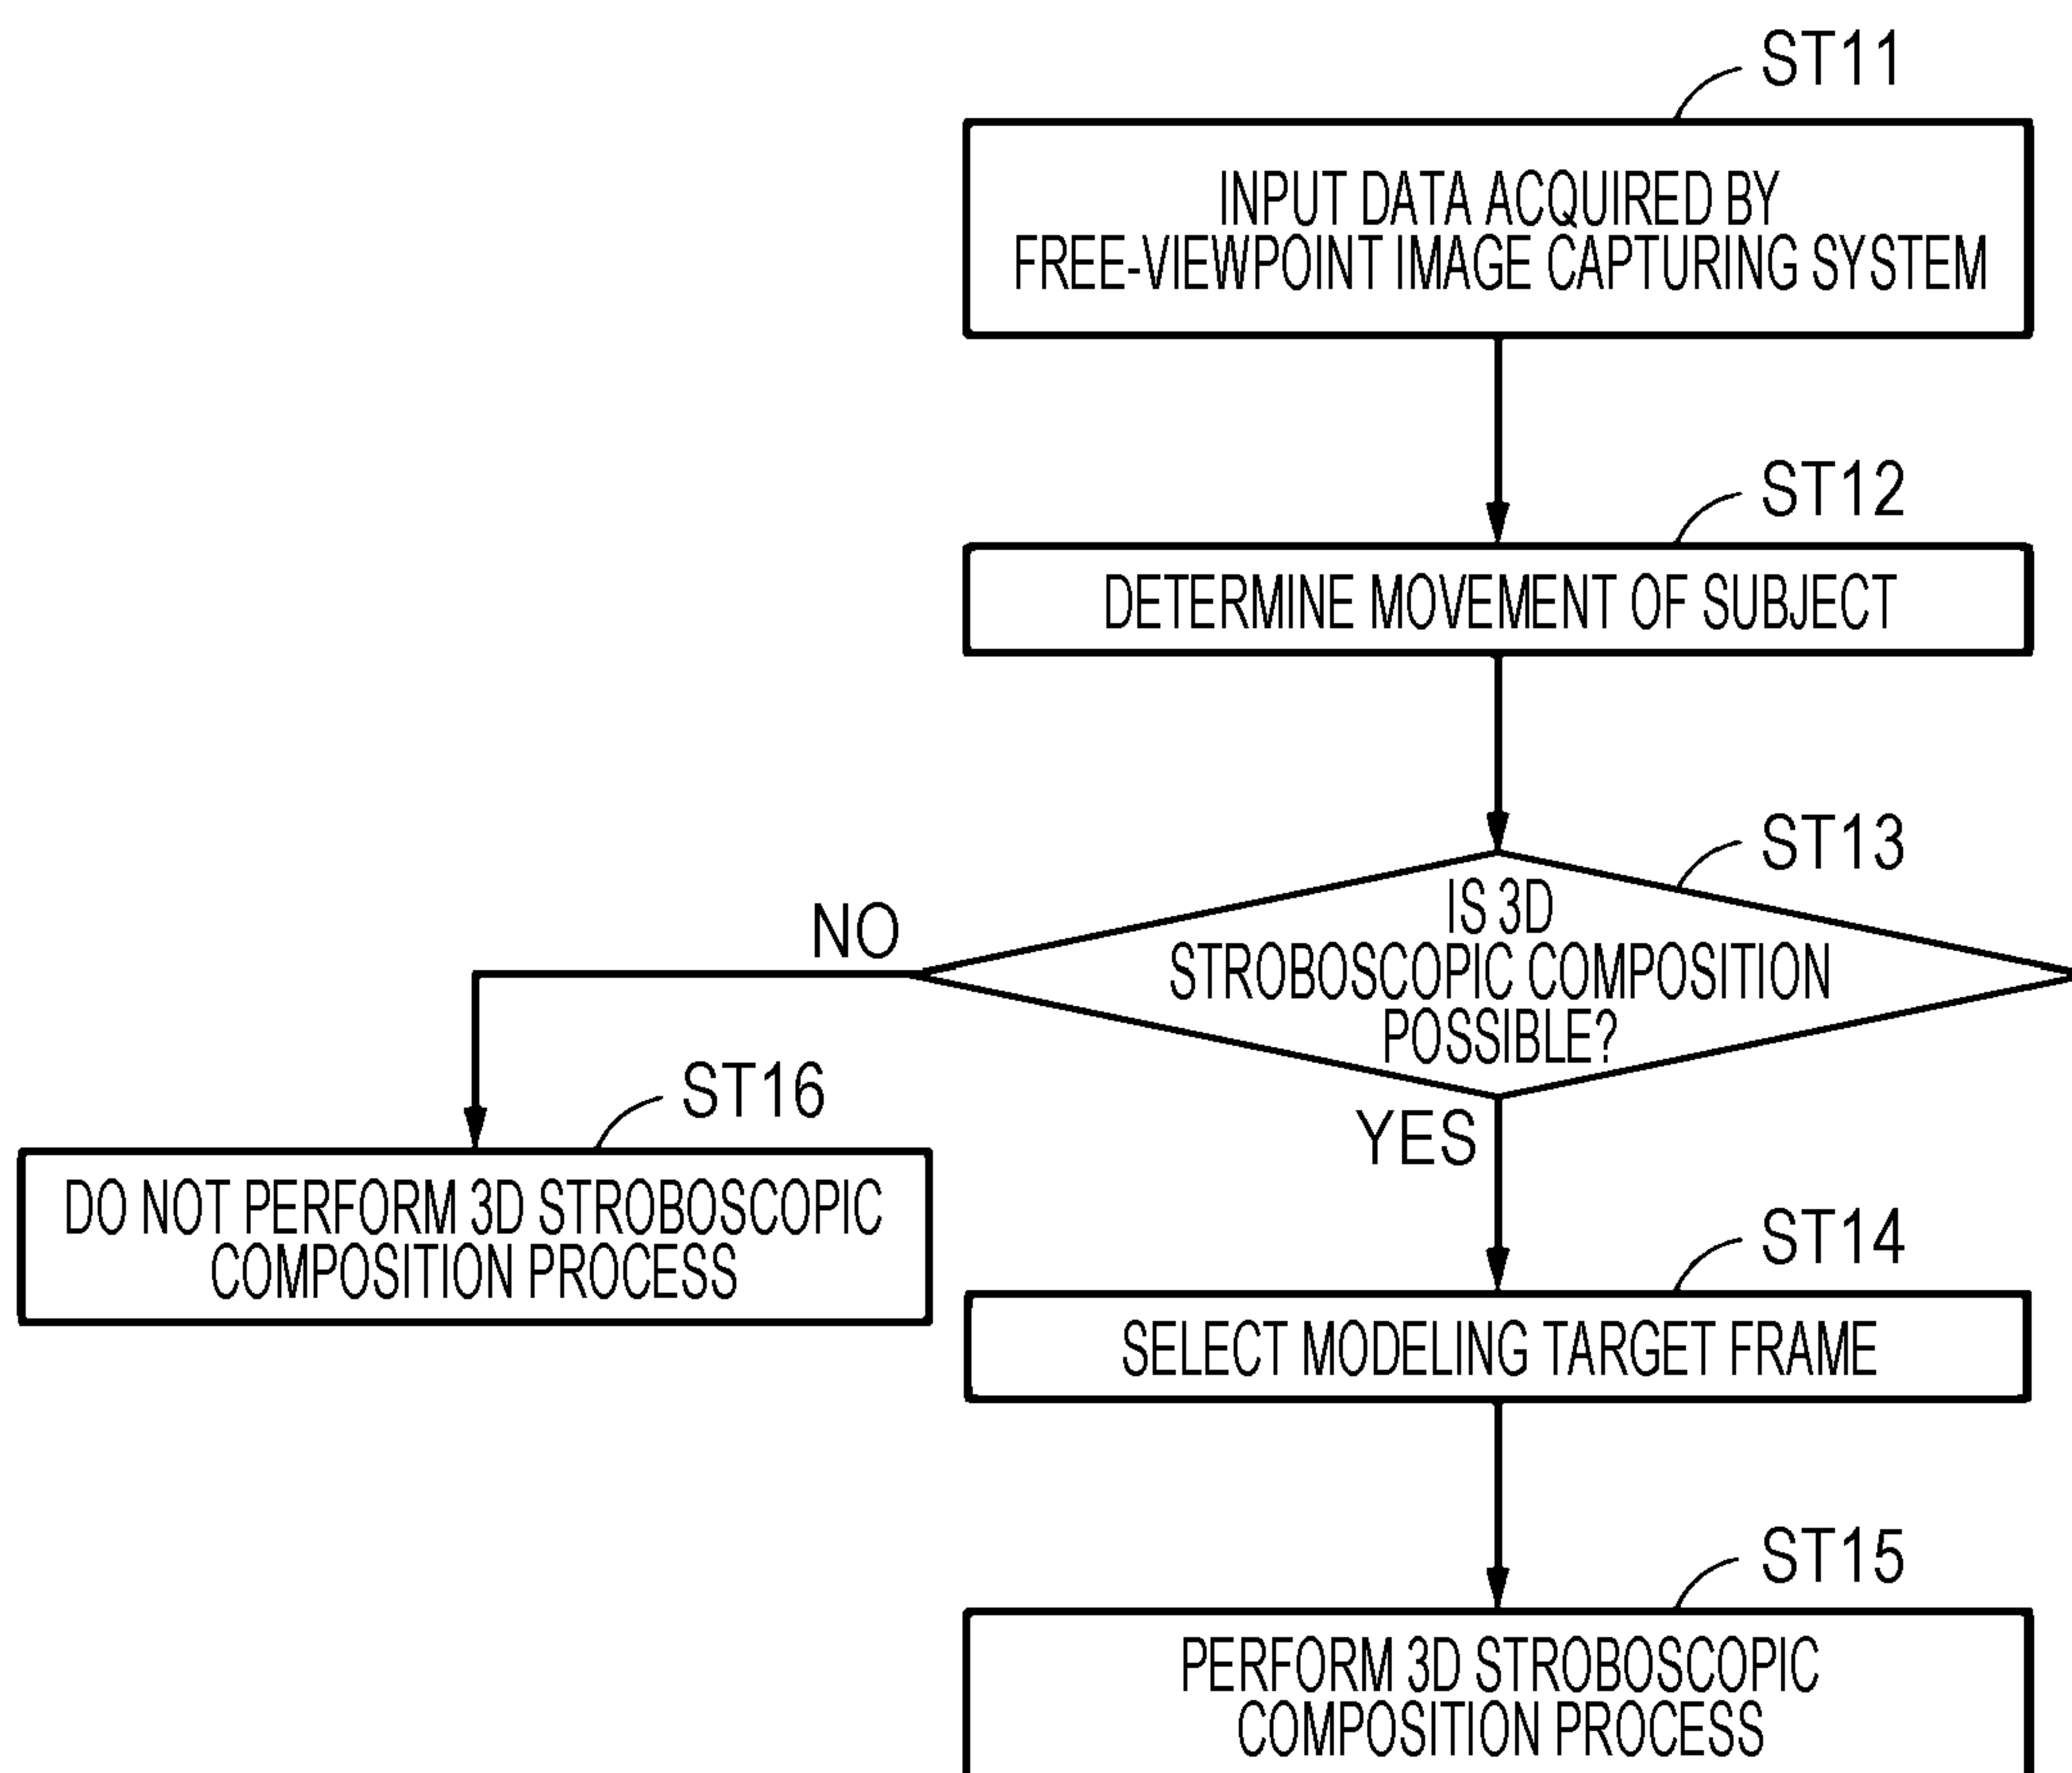 ST11
INPUT DATA ACQUIRED BY
FREE-VIEWPOINT IMAGE CAPTURING SYSTEM
ST12
DETERMINE MOVEMENT OF SUBJECT
ST13
IS 3D
STROBOSCOPIC COMPOSITION
POSSIBLE?
NO
YES
ST16
DO NOT PERFORM 3D STROBOSCOPIC
COMPOSITION PROCESS
ST14
SELECT MODELING TARGET FRAME
ST15
PERFORM 3D STROBOSCOPIC
COMPOSITION PROCESS